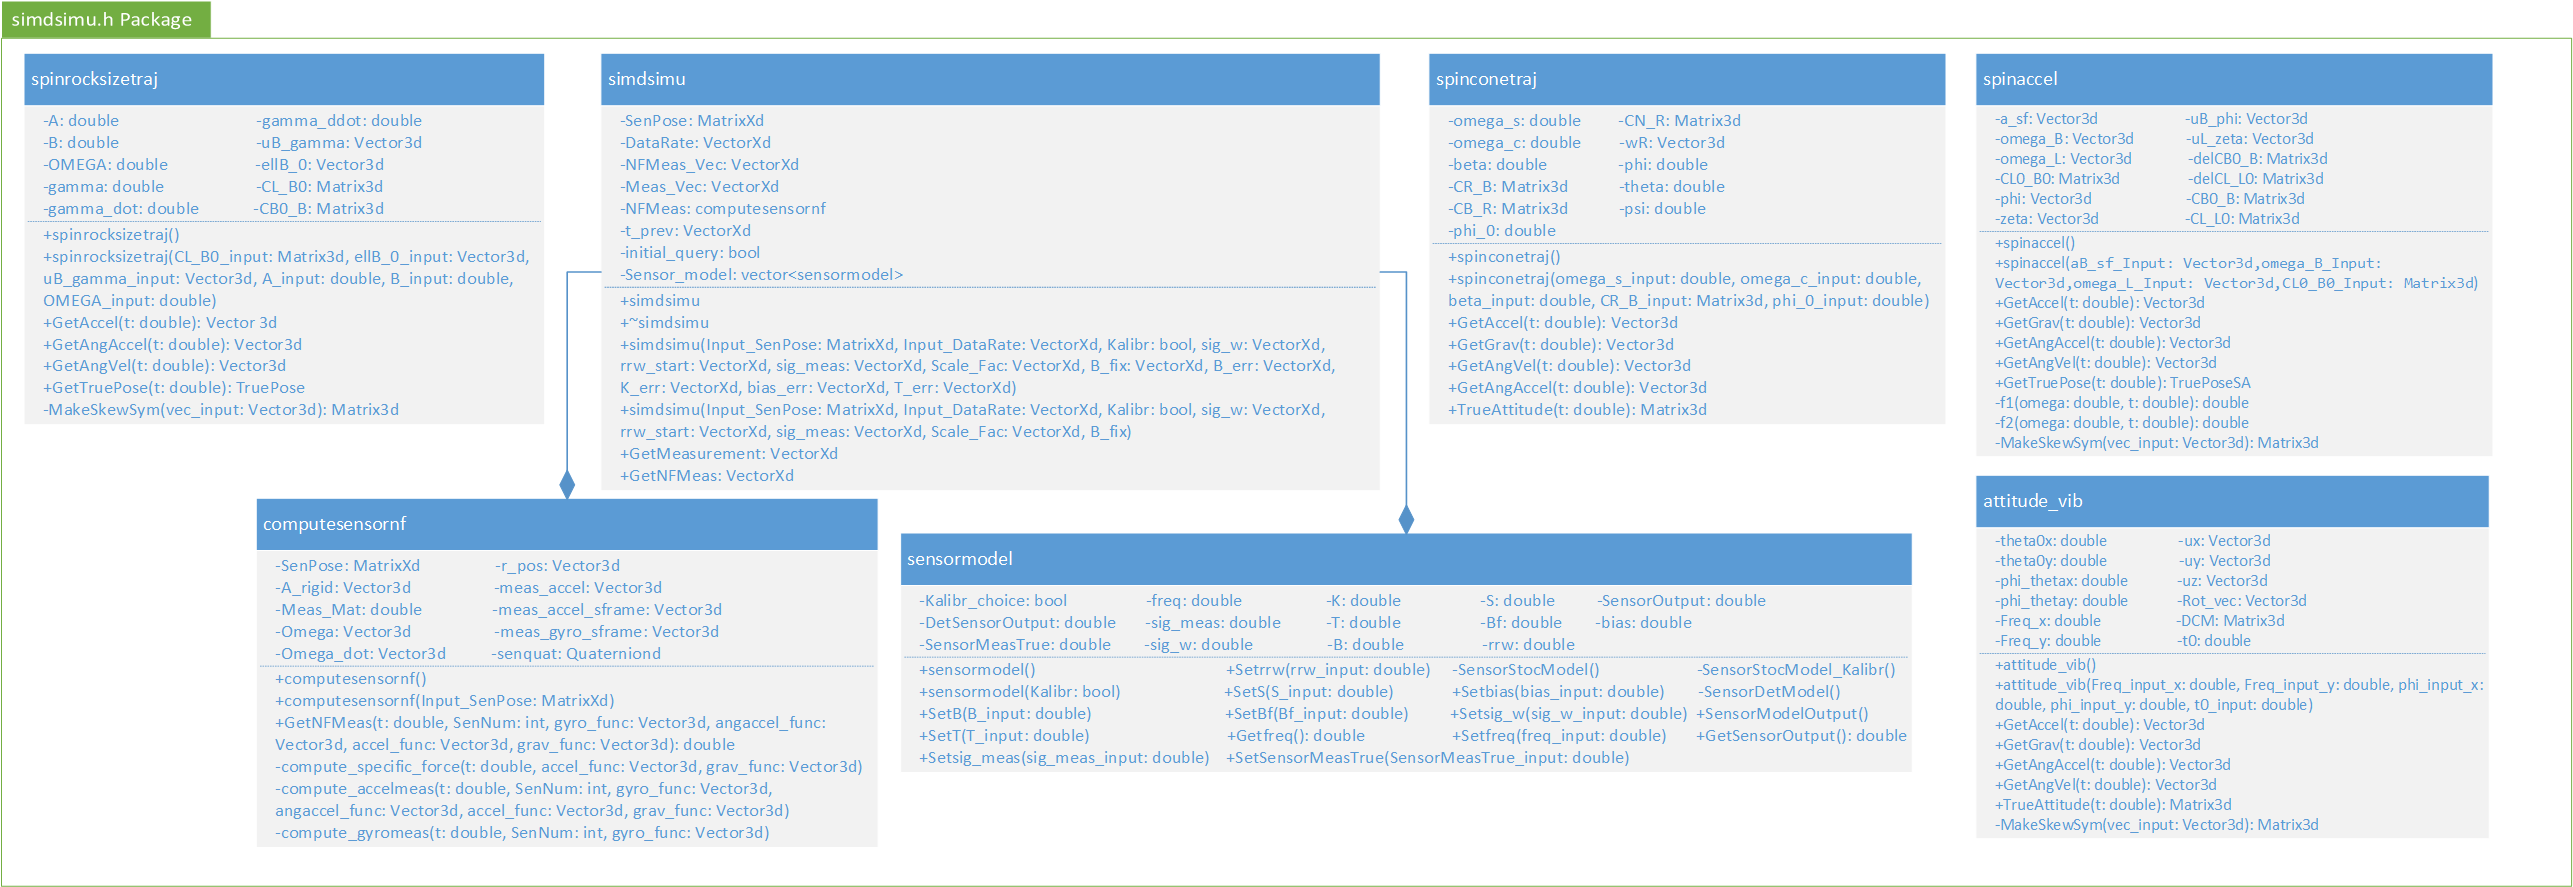 simdsimu.h Package
spinrocksizetraj
-A: double -gamma_ddot: double
-B: double -uB_gamma: Vector3d
-OMEGA: double -ellB_0: Vector3d
-gamma: double -CL_B0: Matrix3d
-gamma_dot: double -CB0_B: Matrix3d
+spinrocksizetraj()
+spinrocksizetraj(CL_B0_input: Matrix3d, ellB_0_input: Vector3d,
uB_gamma_input: Vector3d, A_input: double, B_input: double,
OMEGA_input: double)
+GetAccel(t: double): Vector 3d
+GetAngAccel(t: double): Vector3d
+GetAngVel(t: double): Vector3d
+GetTruePose(t: double): TruePose
-MakeSkewSym(vec_input: Vector3d): Matrix3d
simdsimu
-SenPose: MatrixXd
-DataRate: VectorXd
-NFMeas_Vec: VectorXd
-Meas_Vec: VectorXd
-NFMeas: computesensornf
-t_prev: VectorXd
-initial_query: bool
-Sensor_model: vector<sensormodel>
+simdsimu
+~simdsimu
+simdsimu(Input_SenPose: MatrixXd, Input_DataRate: VectorXd, Kalibr: bool, sig_w: VectorXd,
rrw_start: VectorXd, sig_meas: VectorXd, Scale_Fac: VectorXd, B_fix: VectorXd, B_err: VectorXd,
K_err: VectorXd, bias_err: VectorXd, T_err: VectorXd)
+simdsimu(Input_SenPose: MatrixXd, Input_DataRate: VectorXd, Kalibr: bool, sig_w: VectorXd,
rrw_start: VectorXd, sig_meas: VectorXd, Scale_Fac: VectorXd, B_fix)
+GetMeasurement: VectorXd
+GetNFMeas: VectorXd
spinconetraj
-omega_s: double -CN_R: Matrix3d
-omega_c: double -wR: Vector3d
-beta: double -phi: double
-CR_B: Matrix3d -theta: double
-CB_R: Matrix3d -psi: double
-phi_0: double
+spinconetraj()
+spinconetraj(omega_s_input: double, omega_c_input: double,
beta_input: double, CR_B_input: Matrix3d, phi_0_input: double)
+GetAccel(t: double): Vector3d
+GetGrav(t: double): Vector3d
+GetAngVel(t: double): Vector3d
+GetAngAccel(t: double): Vector3d
+TrueAttitude(t: double): Matrix3d
spinaccel
-a_sf: Vector3d -uB_phi: Vector3d
-omega_B: Vector3d -uL_zeta: Vector3d
-omega_L: Vector3d -delCB0_B: Matrix3d
-CL0_B0: Matrix3d -delCL_L0: Matrix3d
-phi: Vector3d -CB0_B: Matrix3d
-zeta: Vector3d -CL_L0: Matrix3d
+spinaccel()
+spinaccel(aB_sf_Input: Vector3d,omega_B_Input:
Vector3d,omega_L_Input: Vector3d,CL0_B0_Input: Matrix3d)
+GetAccel(t: double): Vector3d
+GetGrav(t: double): Vector3d
+GetAngAccel(t: double): Vector3d
+GetAngVel(t: double): Vector3d
+GetTruePose(t: double): TruePoseSA
-f1(omega: double, t: double): double
-f2(omega: double, t: double): double
-MakeSkewSym(vec_input: Vector3d): Matrix3d
computesensornf
-SenPose: MatrixXd -r_pos: Vector3d
-A_rigid: Vector3d -meas_accel: Vector3d
-Meas_Mat: double -meas_accel_sframe: Vector3d
-Omega: Vector3d -meas_gyro_sframe: Vector3d
-Omega_dot: Vector3d -senquat: Quaterniond
+computesensornf()
+computesensornf(Input_SenPose: MatrixXd)
+GetNFMeas(t: double, SenNum: int, gyro_func: Vector3d, angaccel_func:
Vector3d, accel_func: Vector3d, grav_func: Vector3d): double
-compute_specific_force(t: double, accel_func: Vector3d, grav_func: Vector3d)
-compute_accelmeas(t: double, SenNum: int, gyro_func: Vector3d,
angaccel_func: Vector3d, accel_func: Vector3d, grav_func: Vector3d)
-compute_gyromeas(t: double, SenNum: int, gyro_func: Vector3d)
sensormodel
-Kalibr_choice: bool -freq: double -K: double -S: double -SensorOutput: double
-DetSensorOutput: double -sig_meas: double -T: double -Bf: double -bias: double
-SensorMeasTrue: double -sig_w: double -B: double -rrw: double
+sensormodel() +Setrrw(rrw_input: double) -SensorStocModel() -SensorStocModel_Kalibr()
+sensormodel(Kalibr: bool) +SetS(S_input: double) +Setbias(bias_input: double) -SensorDetModel()
+SetB(B_input: double) +SetBf(Bf_input: double) +Setsig_w(sig_w_input: double) +SensorModelOutput()
+SetT(T_input: double) +Getfreq(): double +Setfreq(freq_input: double) +GetSensorOutput(): double
+Setsig_meas(sig_meas_input: double) +SetSensorMeasTrue(SensorMeasTrue_input: double)
attitude_vib
-theta0x: double -ux: Vector3d
-theta0y: double -uy: Vector3d
-phi_thetax: double -uz: Vector3d
-phi_thetay: double -Rot_vec: Vector3d
-Freq_x: double -DCM: Matrix3d
-Freq_y: double -t0: double
+attitude_vib()
+attitude_vib(Freq_input_x: double, Freq_input_y: double, phi_input_x:
double, phi_input_y: double, t0_input: double)
+GetAccel(t: double): Vector3d
+GetGrav(t: double): Vector3d
+GetAngAccel(t: double): Vector3d
+GetAngVel(t: double): Vector3d
+TrueAttitude(t: double): Matrix3d
-MakeSkewSym(vec_input: Vector3d): Matrix3d